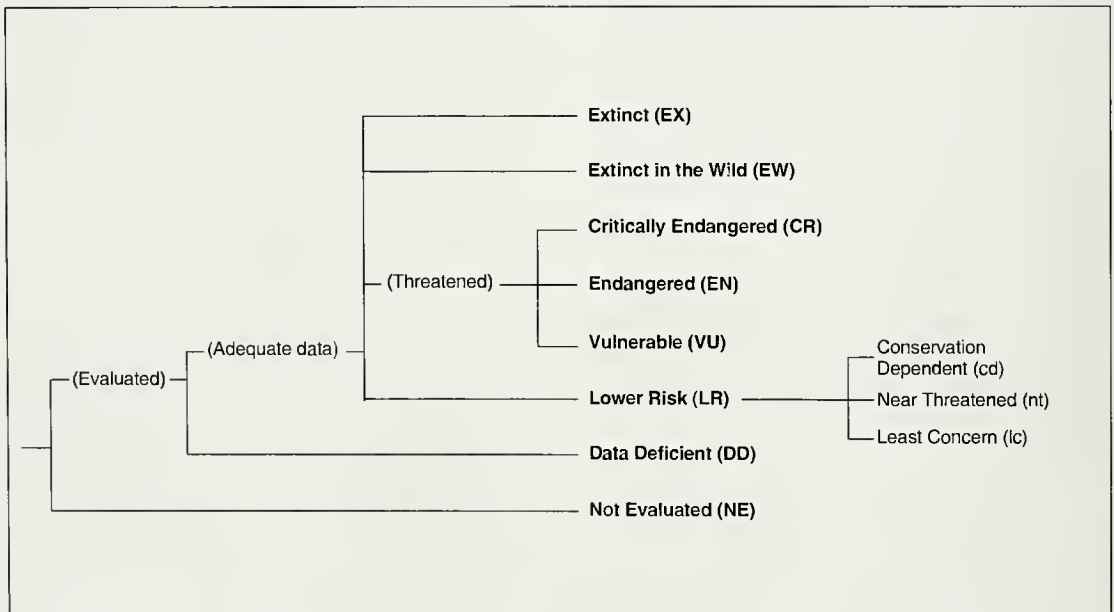 Extinct (EX)
Extinct in the Wild (EW)
Critically Endangered (CR)
(Threatened)
Endangered (EN)
Vulnerable (VU)
(Adequate data)
Conservation
Dependent (cd)
(Evaluated)
Lower Risk (LR)
Near Threatened (nt)
Least Concern (lc)
Data Deficient (DD)
Not Evaluated (NE)